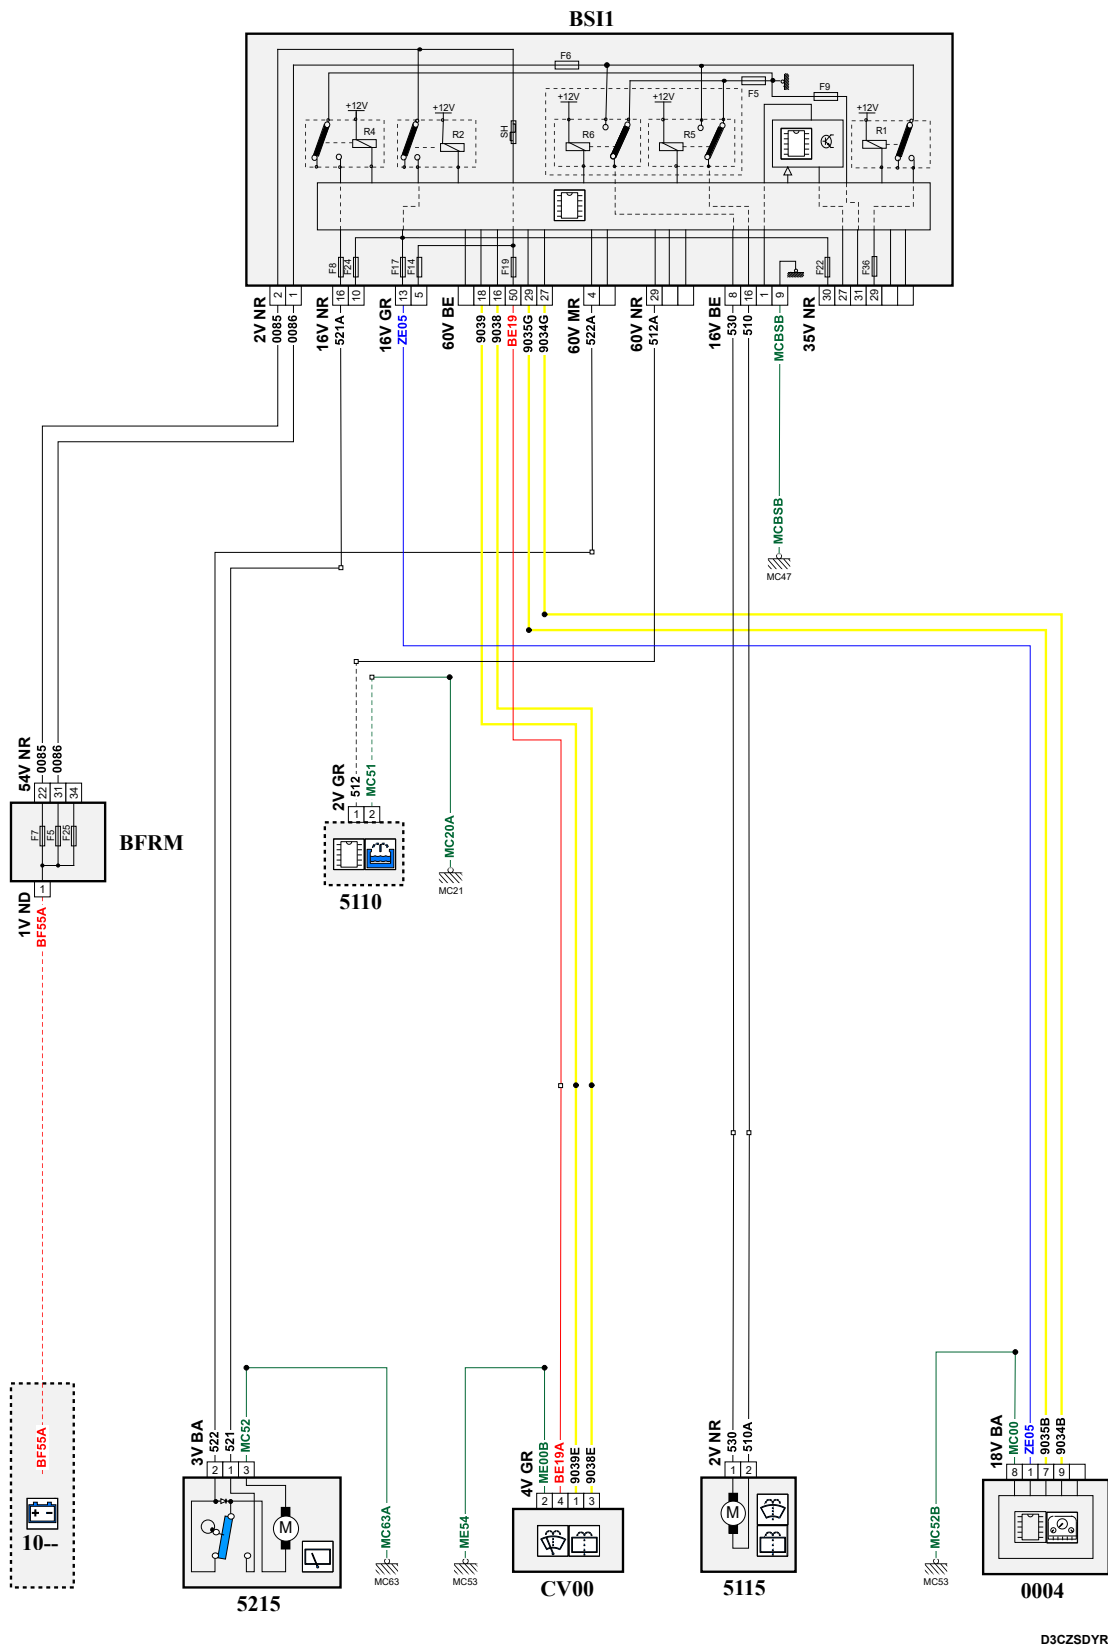 BSI1
F6
F5
F9
+12V
+12V
+12V
+12V
+12V
R4
R2
SH
R6
R5
R1
F8
F24
F17
F14
F19
F22
F36
2 1
16 10
13 5
18 16 50 29 27
4
29
8 16 1 9
30 27 31 29
2V NR
0085
0086
16V NR
521A
16V GR
ZE05
60V BE
9039
9038
BE19
9035G
9034G
60V MR
522A
60V NR
512A
16V BE
530
510
MCBSB
35V NR
MCBSB
MC47
54V NR
0085
0086
22 31 34
F7
F5
F25
BFRM
1
1V ND
BF55A
2V GR
512
MC51
1 2
5110
MC20A
MC21
BF55A
+ -
10--
3V BA
522
521
MC52
2 1 3
M
5215
MC63A
MC63
ME54
MC53
4V GR
ME00B
BE19A
9039E
9038E
2 4 1 3
CV00
2V NR
530
510A
1 2
M
5115
MC52B
MC53
18V BA
MC00
ZE05
9035B
9034B
8 1 7 9
0004
D3CZSDYR